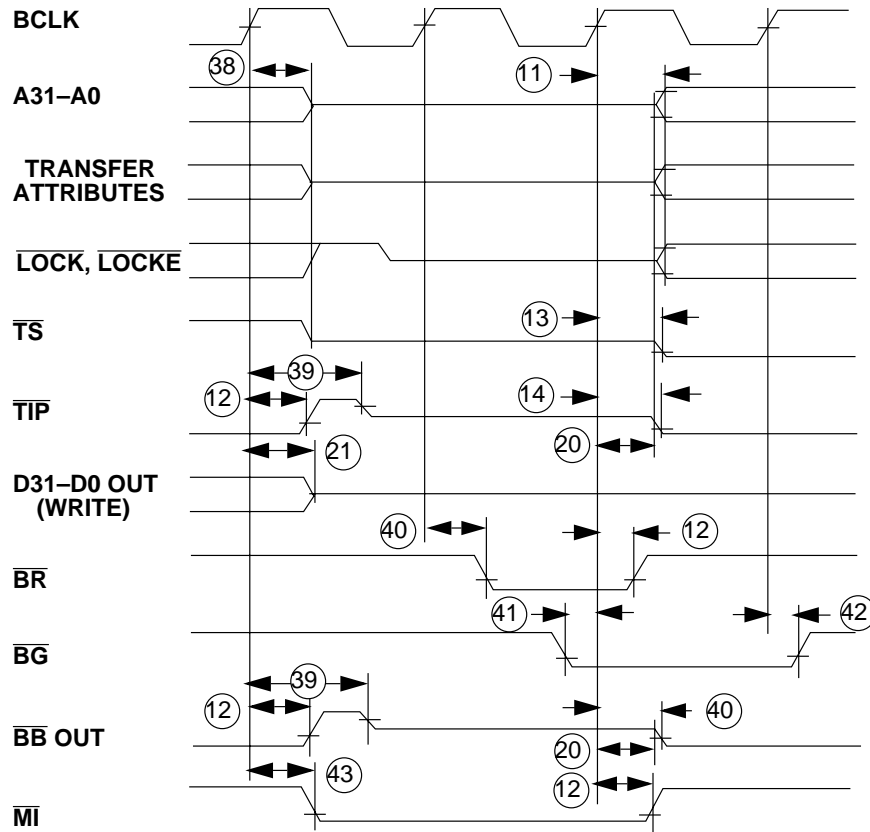 BCLK
38
11
A31–A0
TRANSFER
ATTRIBUTES
LOCK, LOCKE
13
TS
39
12
14
TIP
21
20
D31–D0 OUT
(WRITE)
40
12
BR
41
42
BG
39
12
40
BB OUT
20
43
12
MI